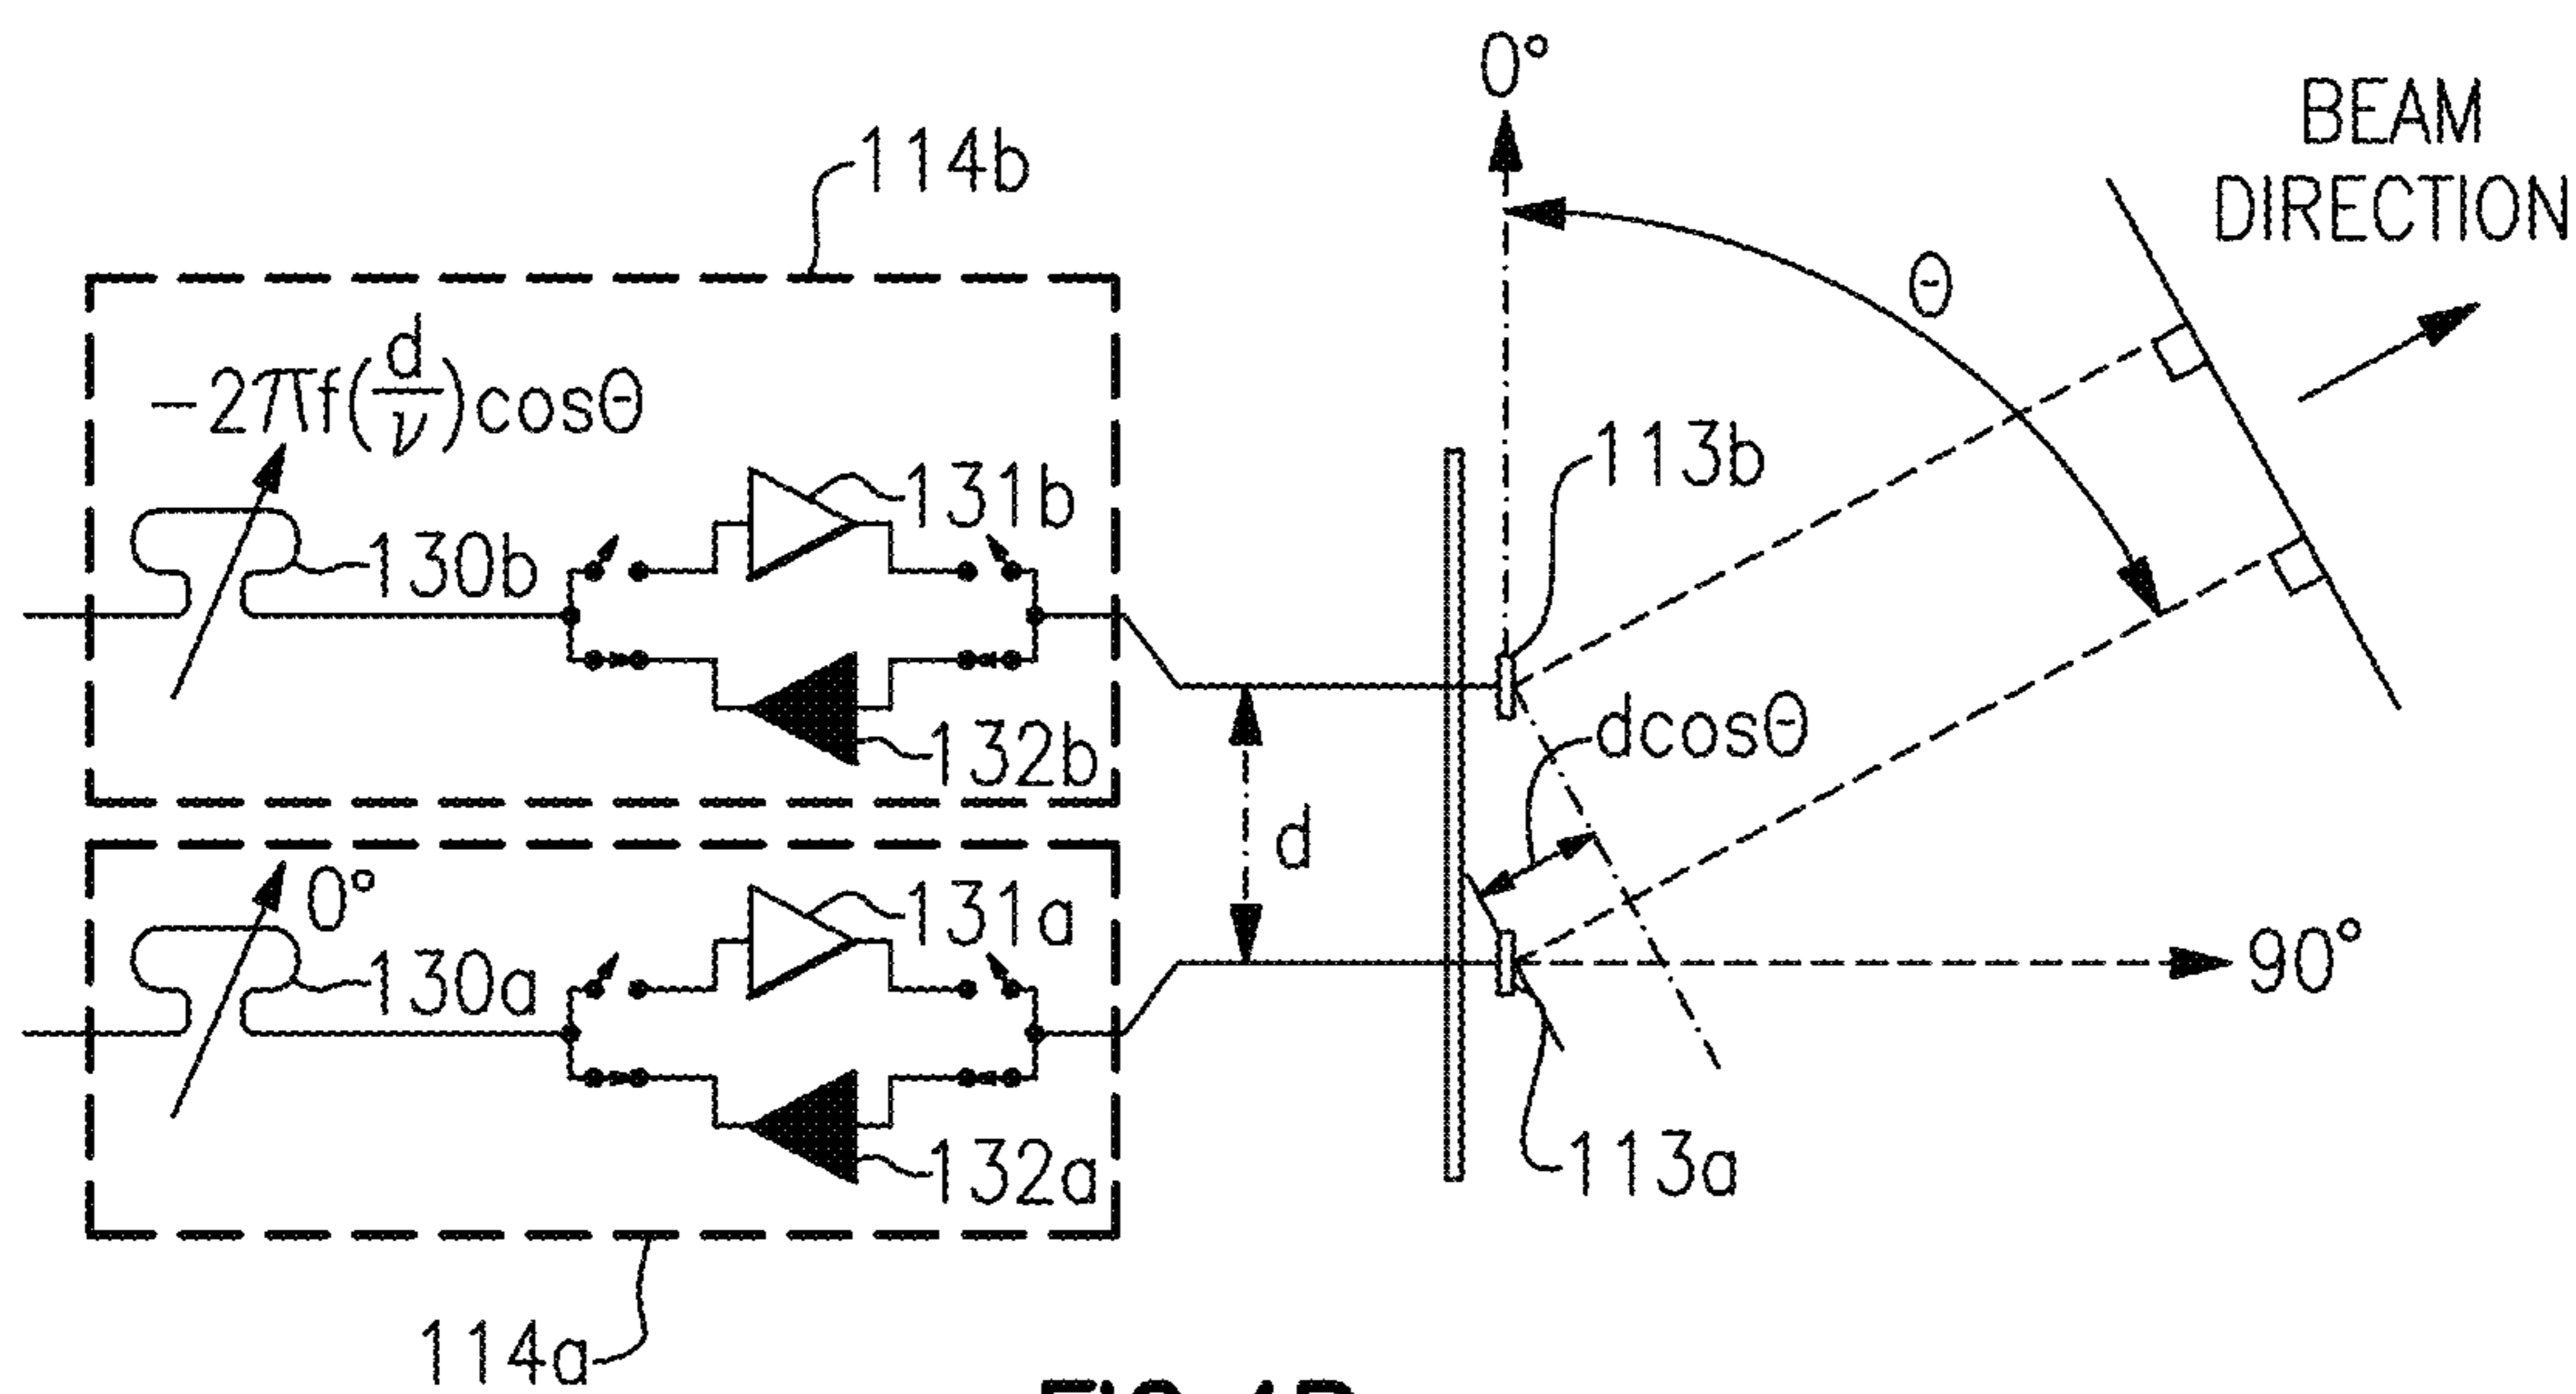 0°
BEAM
DIRECTION
114b
θ
-2πf(d/ν)cosθ
131b
113b
130b
dcosθ
132b
d
0°
131a
130a
90°
132a
113a
114a